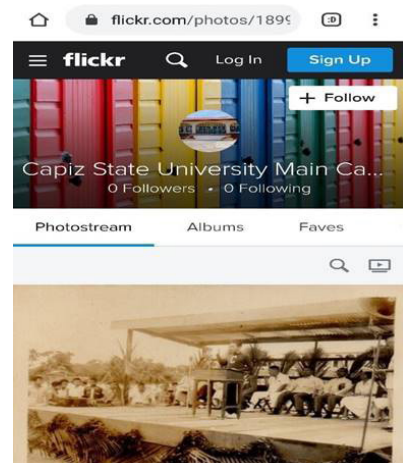 flickr.com/photos/1899
:D
flickr Log In Sign Up
+ Follow
Capiz State University Main Ca...
0 Followers • 0 Following
Photostream Albums Faves